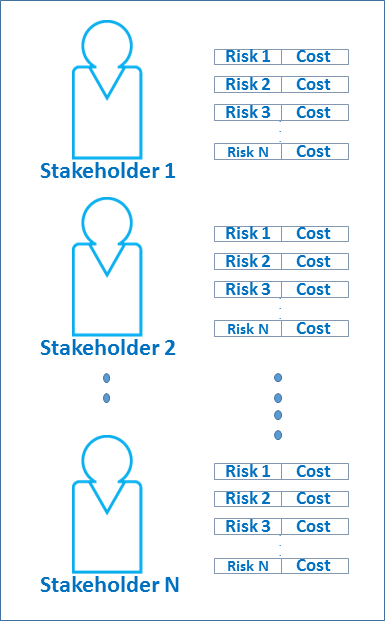 Risk 1 Cost
Risk 2 Cost
Risk 3 Cost
Risk N Cost
Stakeholder 1
Risk 1 Cost
Risk 2 Cost
Risk 3 Cost
Risk N Cost
Stakeholder 2
Risk 1 Cost
Risk 2 Cost
Risk 3 Cost
Risk N Cost
Stakeholder N